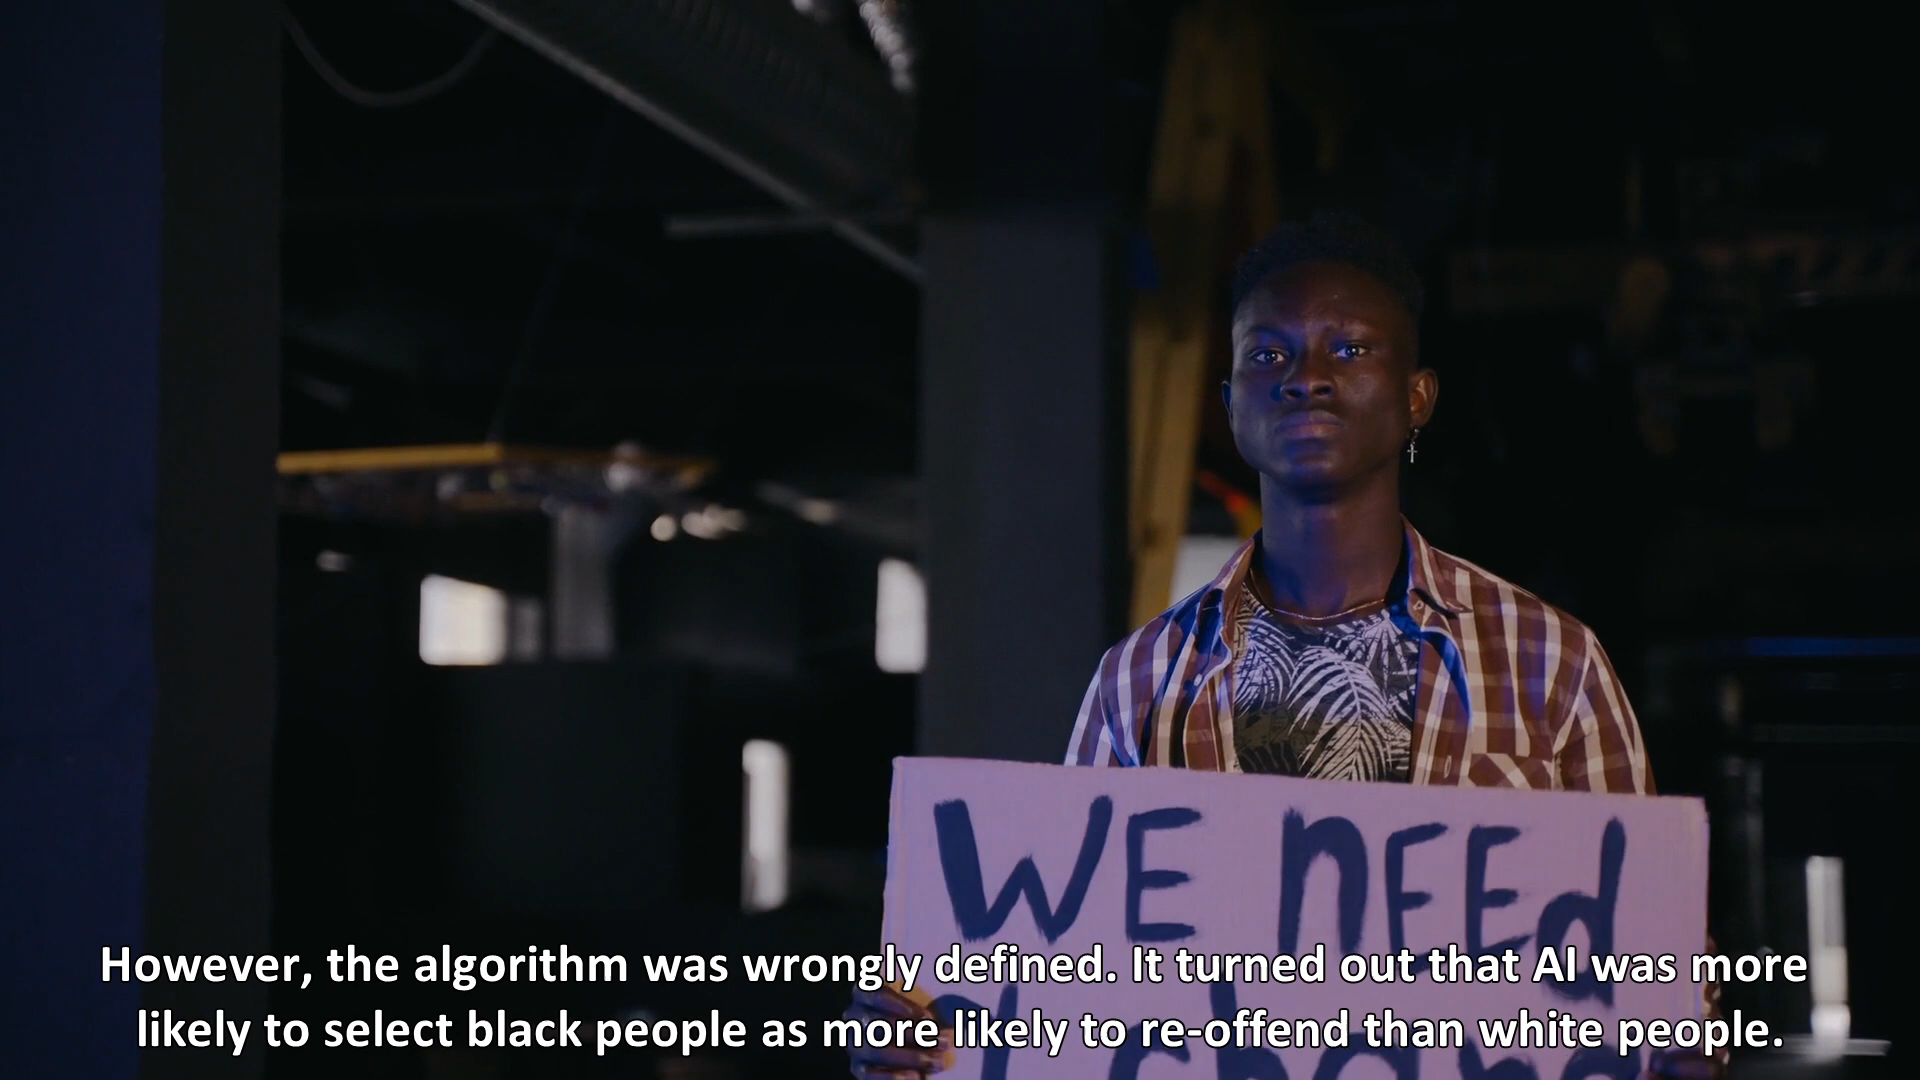 WE NEEd
However, the algorithm was wrongly defined. It turned out that AI was more
likely to select black people as more likely to re-offend than white people.